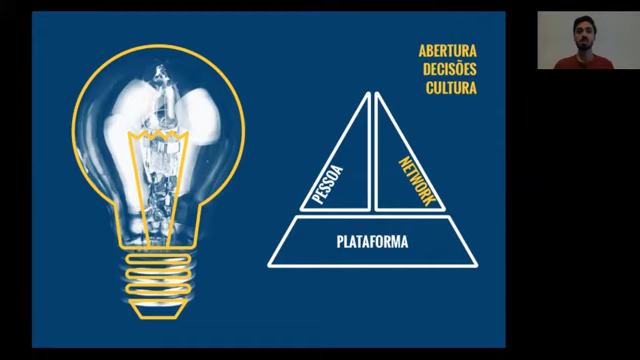 ABERTURA
DECISÕES
CULTURA
PESSOA
NETWORK
PLATAFORMA